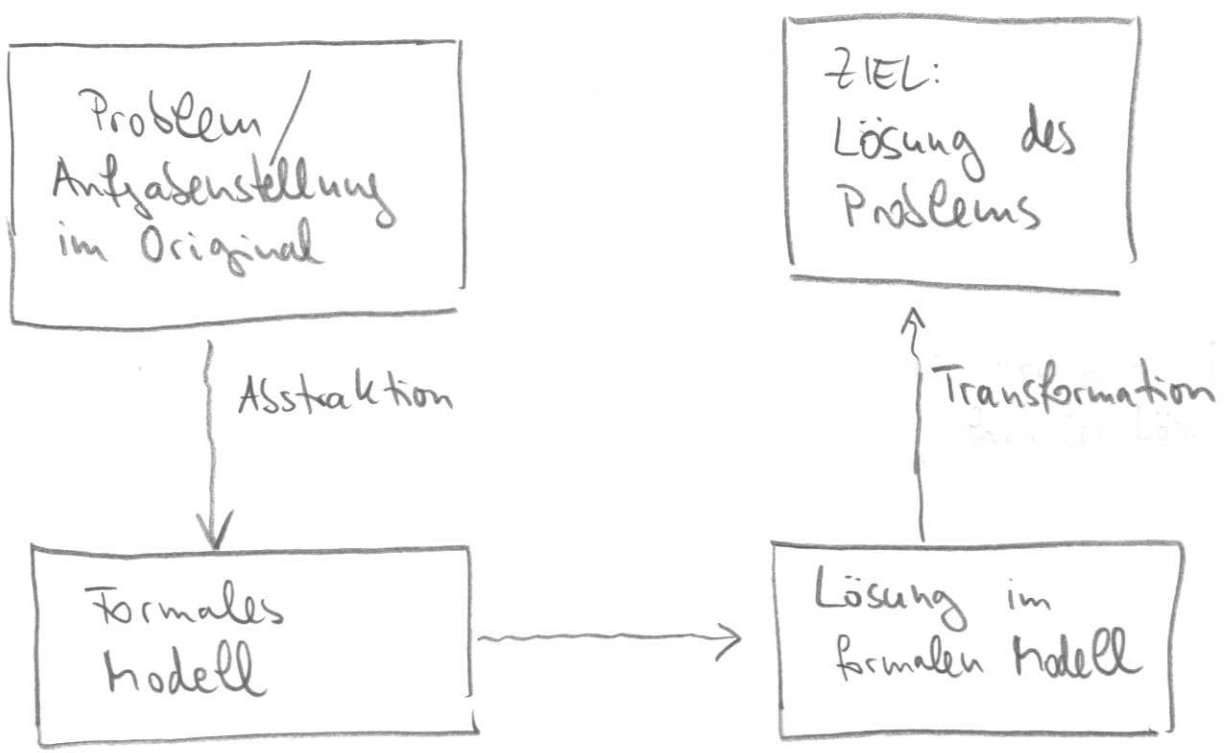 Problem /
Aufgabenstellung
im Original
ZIEL:
Lösung des
Problems
Abstraktion
Transformation
Formales
Modell
Lösung im
formalen Modell